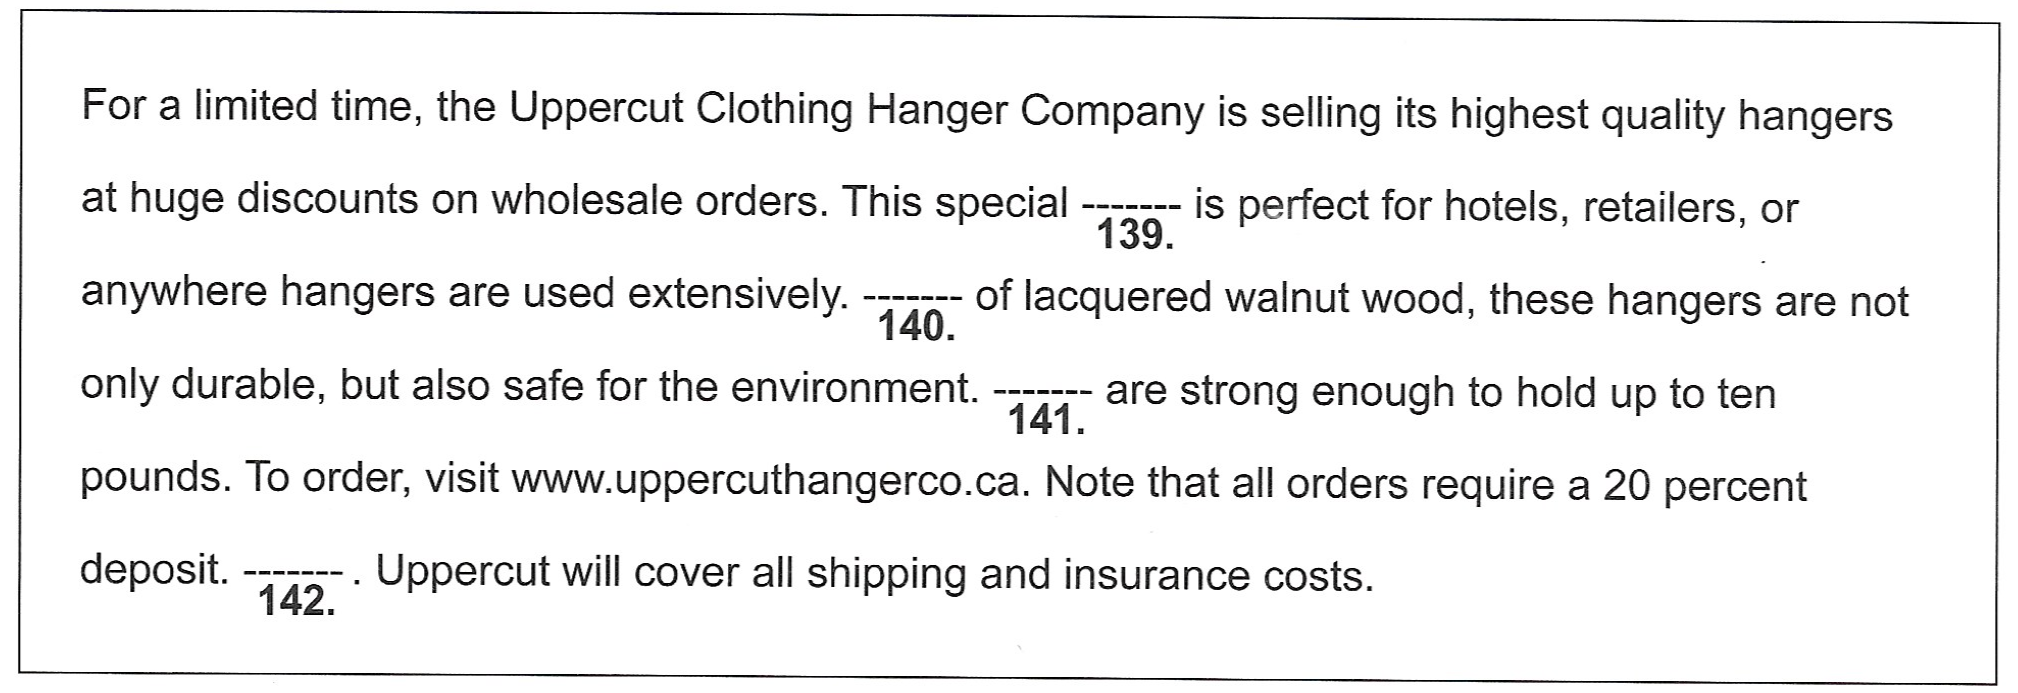 For a limited time, the Uppercut Clothing Hanger Company is selling its highest quality hangers
at huge discounts on wholesale orders. This special ------- is perfect for hotels, retailers, or
139.
anywhere hangers are used extensively. ------- of lacquered walnut wood, these hangers are not
140.
only durable, but also safe for the environment. ------- are strong enough to hold up to ten
141.
pounds. To order, visit www.uppercuthangerco.ca. Note that all orders require a 20 percent
deposit. ------- . Uppercut will cover all shipping and insurance costs.
142.